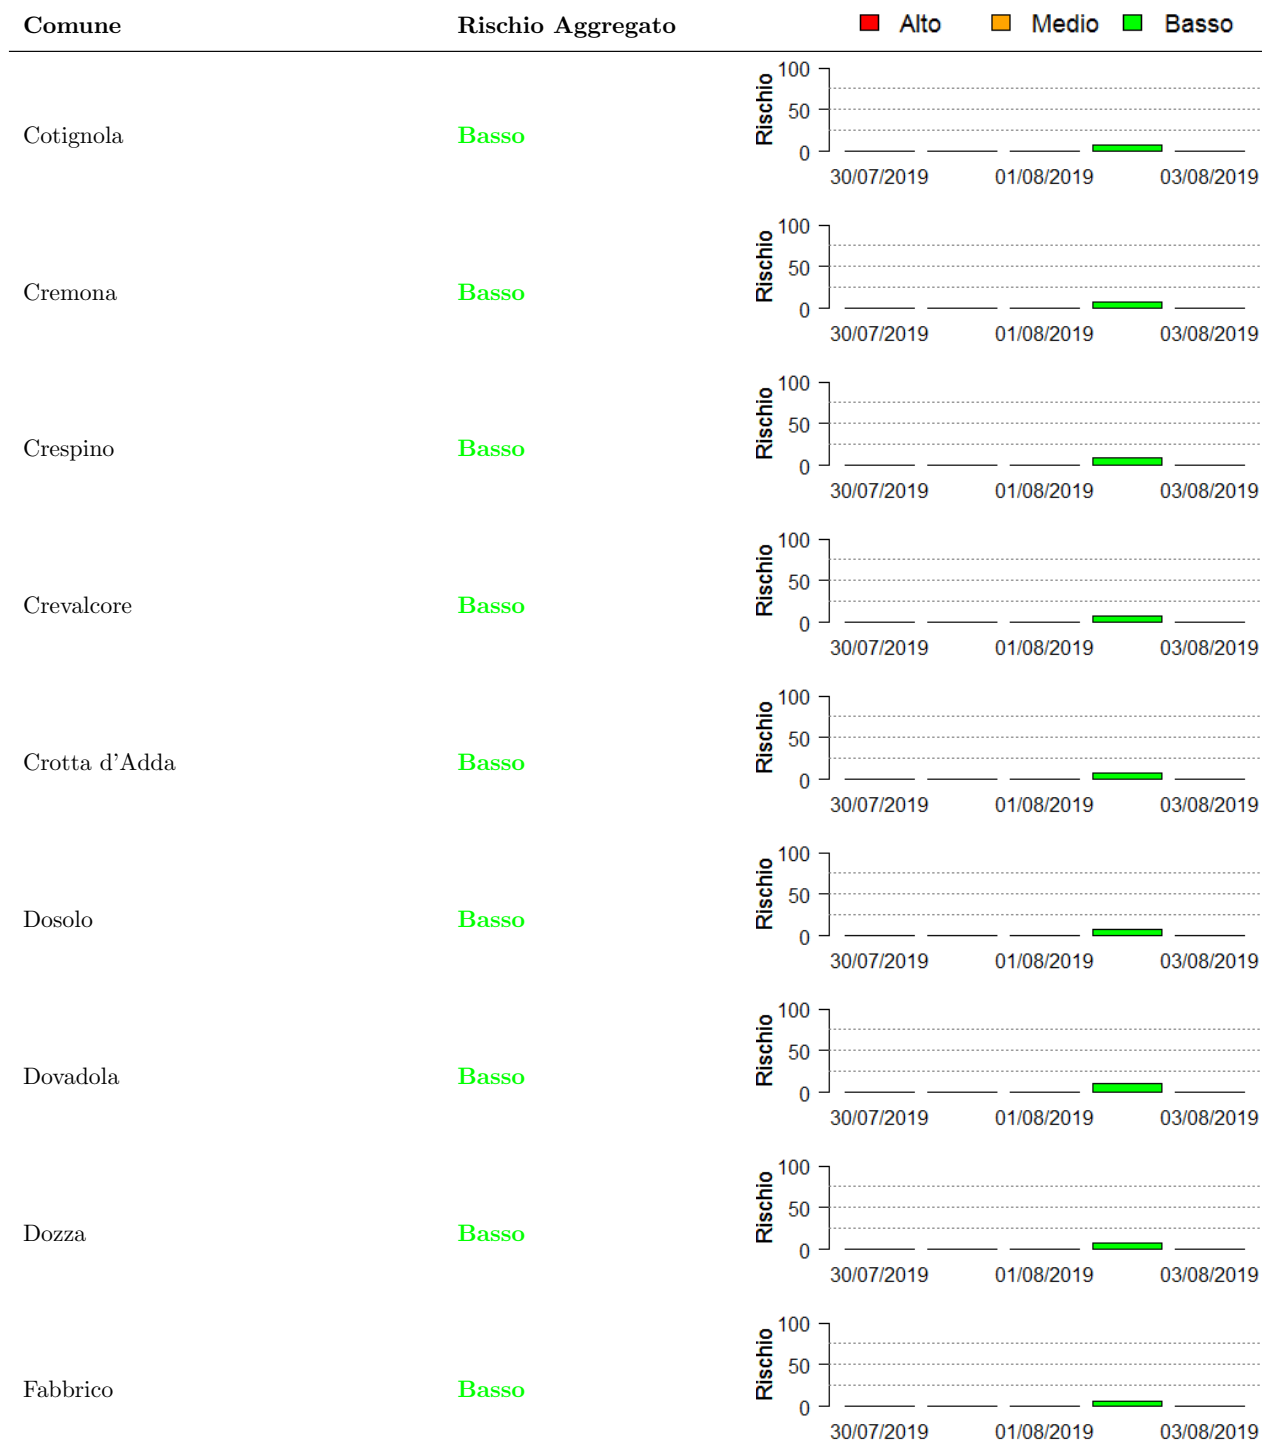 Comune Rischio Aggregato Alto Medio Basso
100
50
0
Rischio
Cotignola Basso
30/07/2019 01/08/2019 03/08/2019
100
50
0
Rischio
Cremona Basso
30/07/2019 01/08/2019 03/08/2019
100
50
0
Rischio
Crespino Basso
30/07/2019 01/08/2019 03/08/2019
100
50
0
Rischio
Crevalcore Basso
30/07/2019 01/08/2019 03/08/2019
100
50
0
Rischio
Crotta d'Adda Basso
30/07/2019 01/08/2019 03/08/2019
100
50
0
Rischio
Dosolo Basso
30/07/2019 01/08/2019 03/08/2019
100
50
0
Rischio
Dovadola Basso
30/07/2019 01/08/2019 03/08/2019
100
50
0
Rischio
Dozza Basso
30/07/2019 01/08/2019 03/08/2019
100
50
0
Rischio
Fabbrico Basso
30/07/2019 01/08/2019 03/08/2019